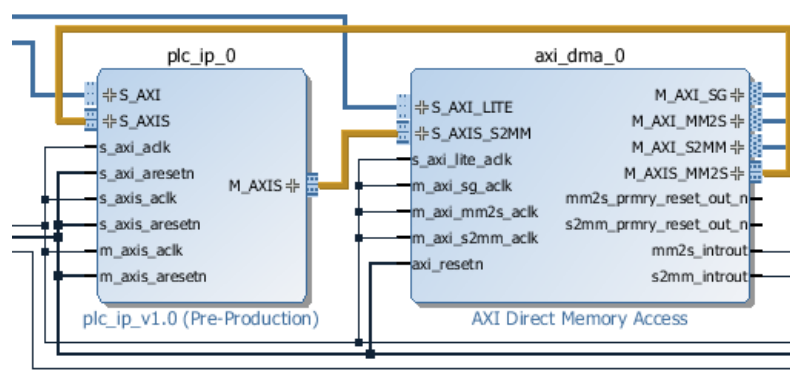 plc_ip_0
S_AXI
S_AXIS
s_axi_aclk
s_axi_aresetn
s_axis_aclk
s_axis_aresetn
m_axis_aclk
m_axis_aresetn
M_AXIS
plc_ip_v1.0 (Pre-Production)
axi_dma_0
S_AXI_LITE
S_AXIS_S2MM
s_axi_lite_aclk
m_axi_sg_aclk
m_axi_mm2s_aclk
m_axi_s2mm_aclk
axi_resetn
M_AXI_SG
M_AXI_MM2S
M_AXI_S2MM
M_AXIS_MM2S
mm2s_prmry_reset_out_n
s2mm_prmry_reset_out_n
mm2s_introut
s2mm_introut
AXI Direct Memory Access